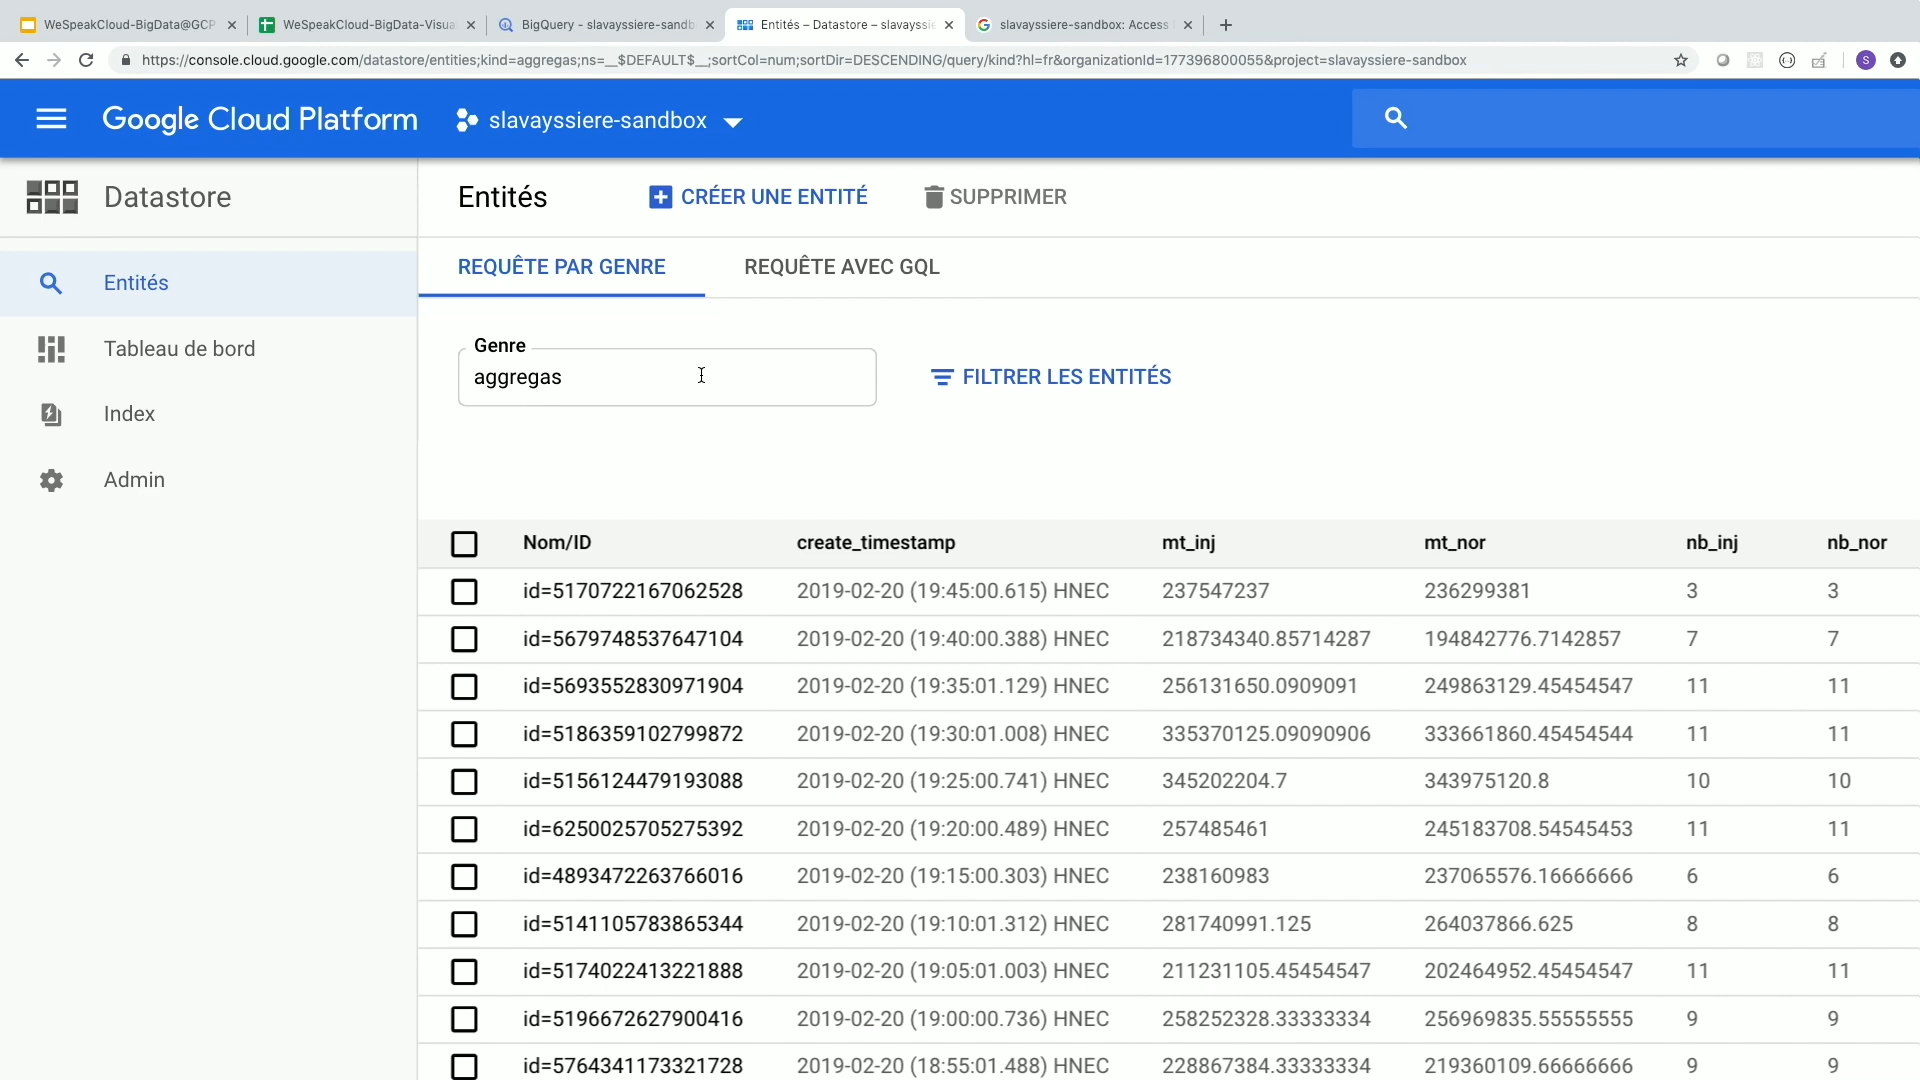 WeSpeakCloud-BigData@GCP
WeSpeakCloud-BigData-Visua
BigQuery - slavayssiere-sandb
Entités – Datastore – slavayssie
slavayssiere-sandbox: Access
https://console.cloud.google.com/datastore/entities;kind=aggregas;ns=__$DEFAULT$__;sortCol=num;sortDir=DESCENDING/query/kind?hl=fr&organizationId=177396800055&project=slavayssiere-sandbox
S
Google Cloud Platform
slavayssiere-sandbox
Datastore
Entités
CRÉER UNE ENTITÉ
SUPPRIMER
Entités
Tableau de bord
Index
Admin
REQUÊTE PAR GENRE
REQUÊTE AVEC GQL
Genre
aggregas
FILTRER LES ENTITÉS
Nom/ID create_timestamp mt_inj mt_nor nb_inj nb_nor
id=5170722167062528 2019-02-20 (19:45:00.615) HNEC 237547237 236299381 3 3
id=5679748537647104 2019-02-20 (19:40:00.388) HNEC 218734340.85714287 194842776.7142857 7 7
id=5693552830971904 2019-02-20 (19:35:01.129) HNEC 256131650.0909091 249863129.45454547 11 11
id=5186359102799872 2019-02-20 (19:30:01.008) HNEC 335370125.09090906 333661860.45454544 11 11
id=5156124479193088 2019-02-20 (19:25:00.741) HNEC 345202204.7 343975120.8 10 10
id=6250025705275392 2019-02-20 (19:20:00.489) HNEC 257485461 245183708.54545453 11 11
id=4893472263766016 2019-02-20 (19:15:00.303) HNEC 238160983 237065576.16666666 6 6
id=5141105783865344 2019-02-20 (19:10:01.312) HNEC 281740991.125 264037866.625 8 8
id=5174022413221888 2019-02-20 (19:05:01.003) HNEC 211231105.45454547 202464952.45454547 11 11
id=5196672627900416 2019-02-20 (19:00:00.736) HNEC 258252328.33333334 256969835.55555555 9 9
id=5764341173321728 2019-02-20 (18:55:01.488) HNEC 228867384.33333334 219360109.66666666 9 9